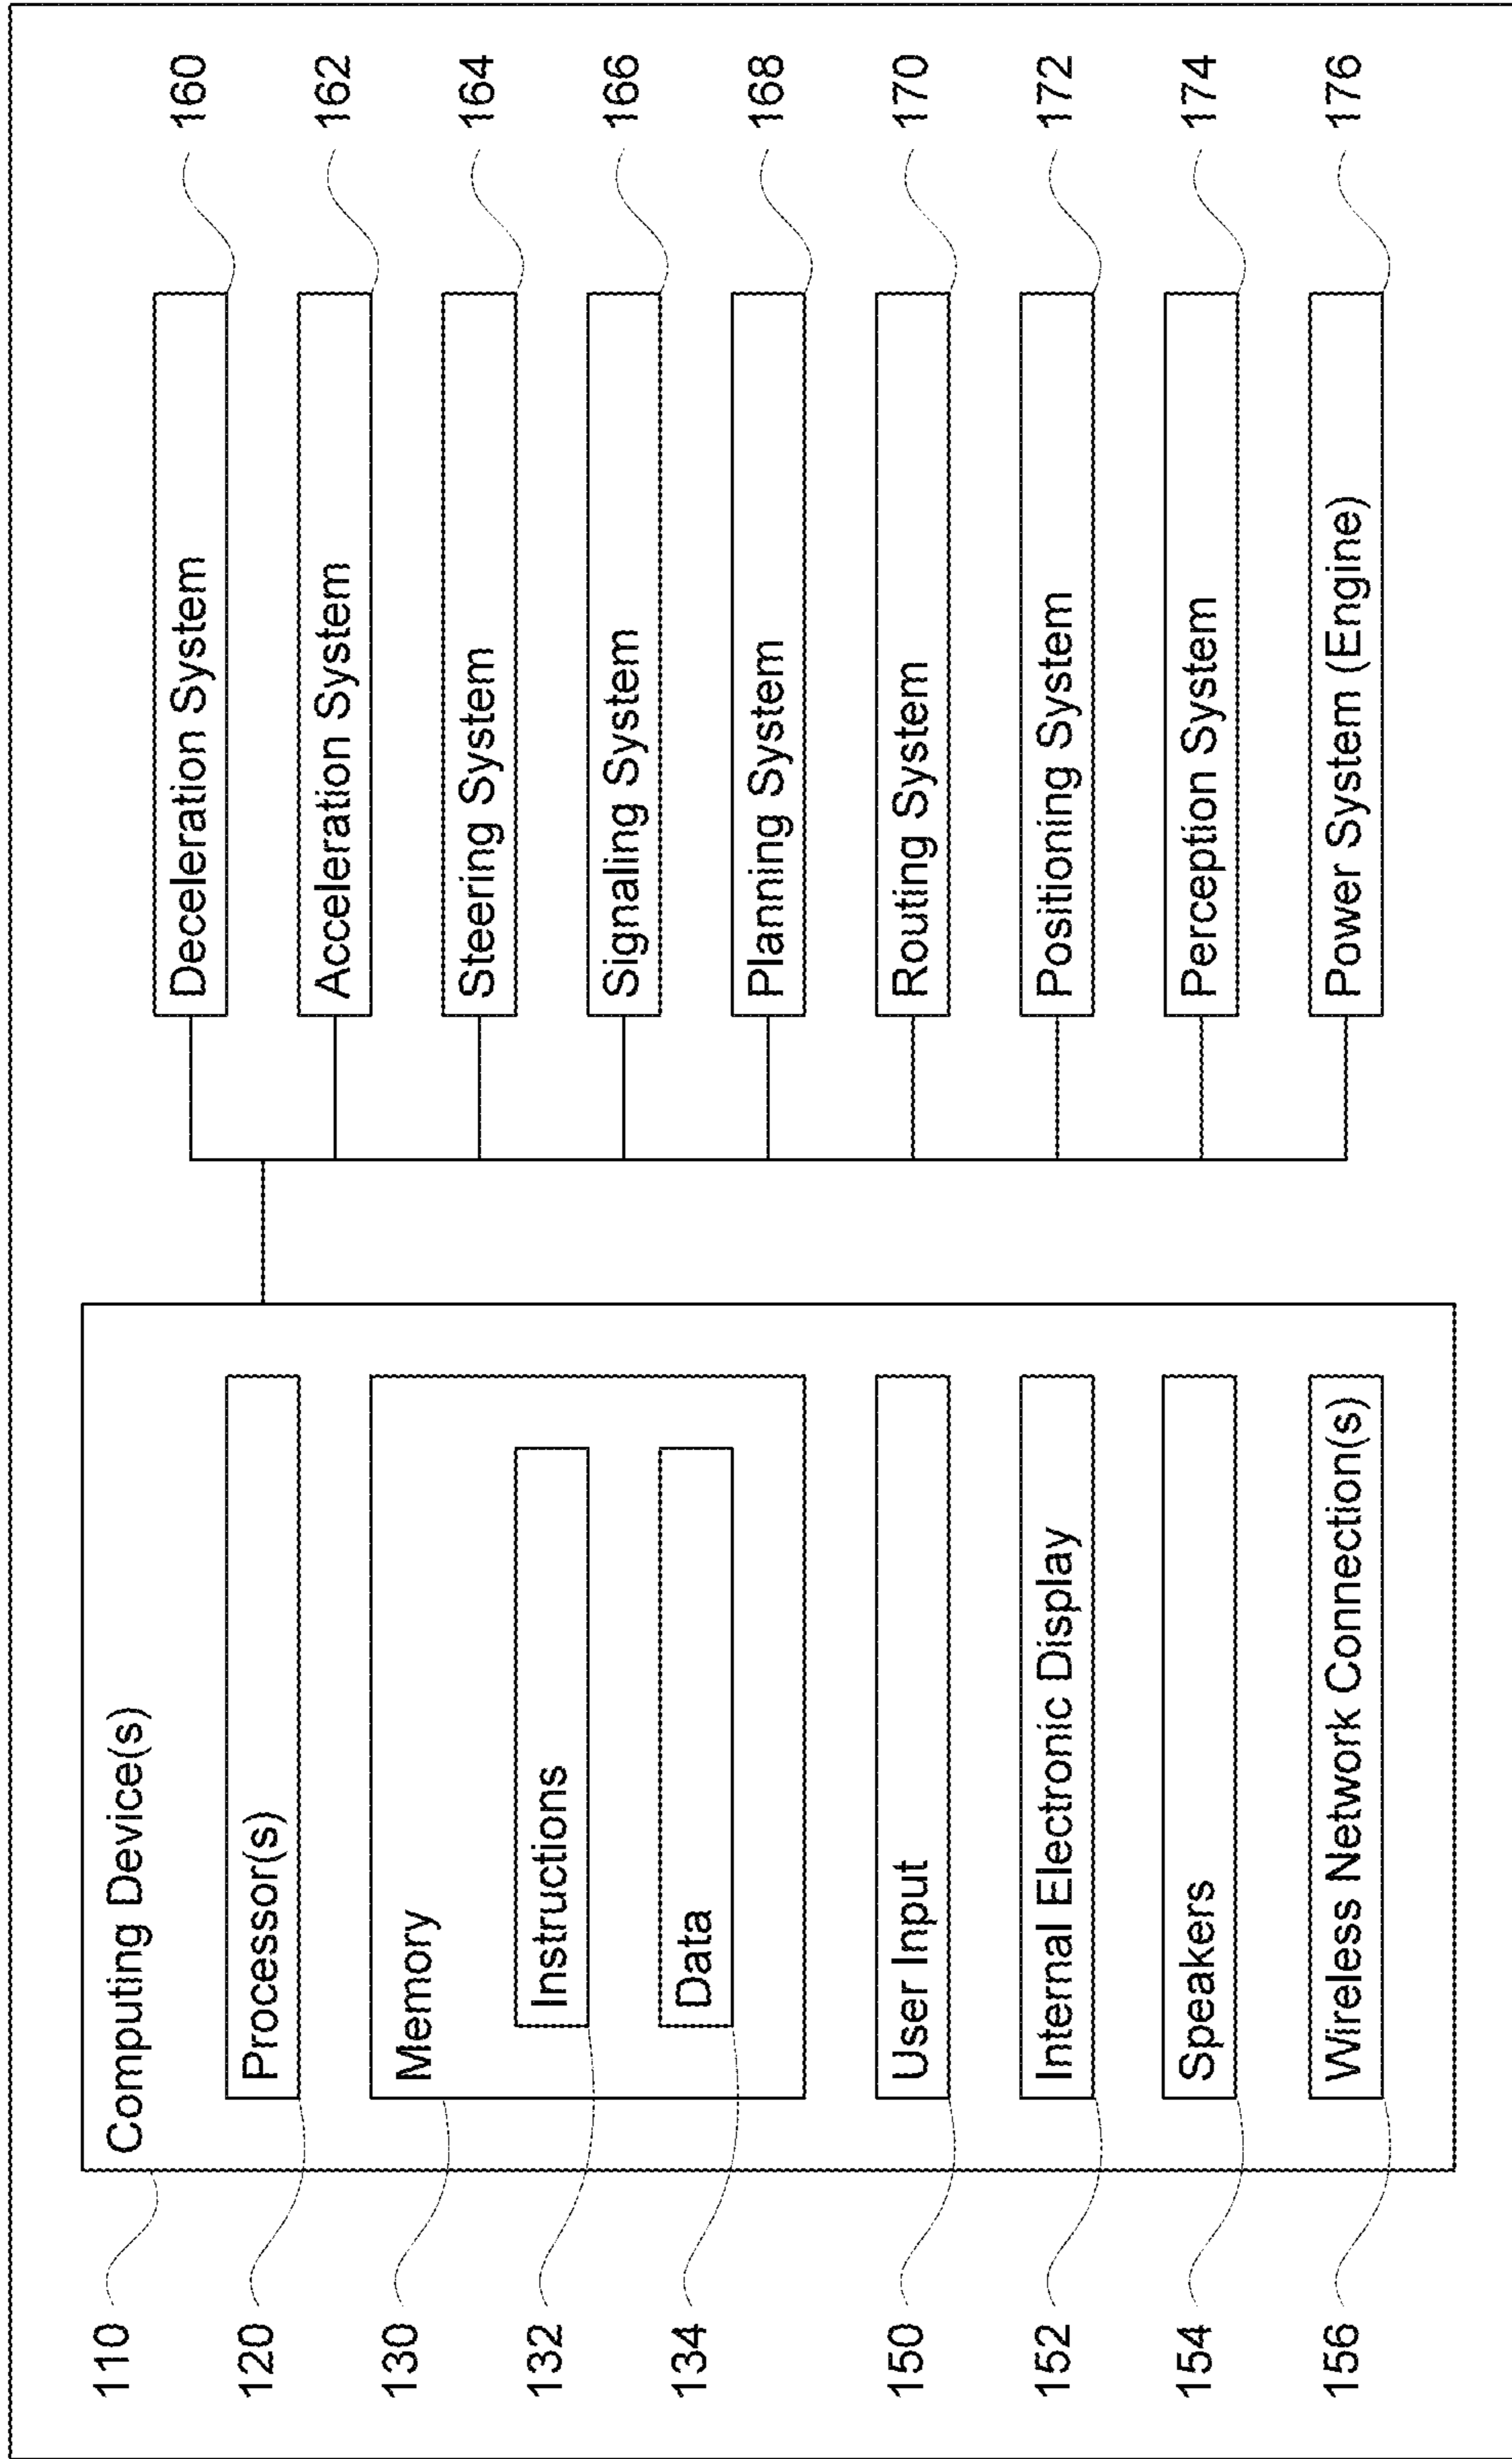 110
Computing Device(s)
120
Processor(s)
130
Memory
132
Instructions
134
Data
150
User Input
152
Internal Electronic Display
154
Speakers
156
Wireless Network Connection(s)
Deceleration System
160
Acceleration System
162
Steering System
164
Signaling System
166
Planning System
168
Routing System
170
Positioning System
172
Perception System
174
Power System (Engine)
176